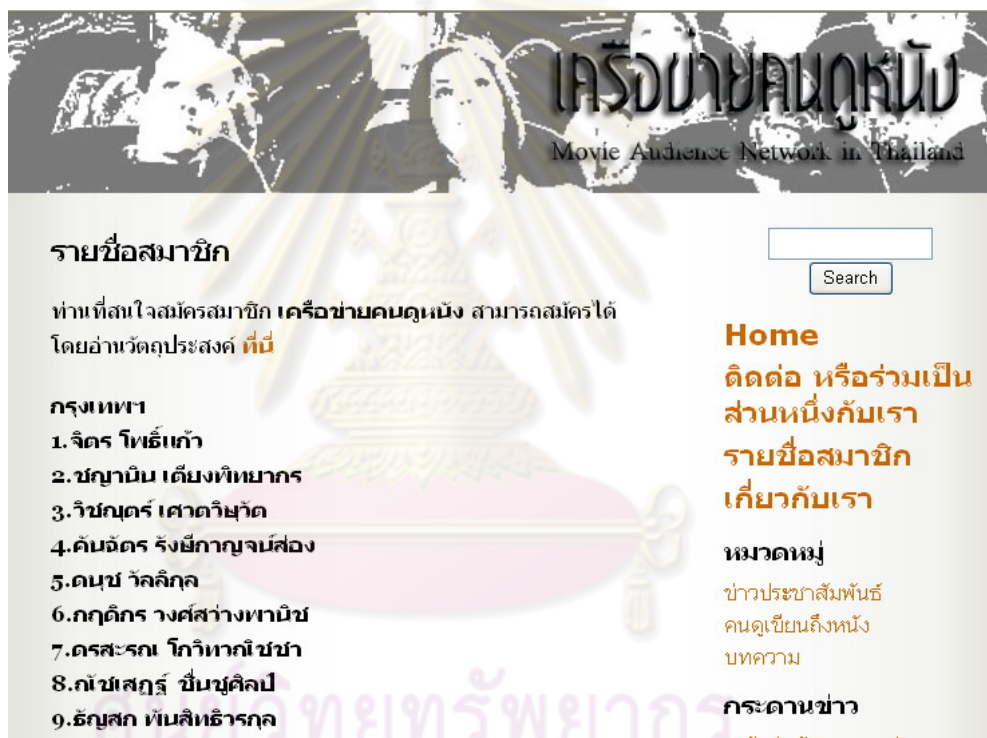 เครือข่ายคนดูหนัง
Movie Audience Network in Thailand
รายชื่อสมาชิก
ท่านที่สนใจสมัครสมาชิก เครือข่ายคนดูหนัง สามารถสมัครได้
โดยอ่านวัตถุประสงค์ ที่นี่
กรุงเทพฯ
1.จิตร โพธิ์แก้ว
2.ชญานิน เตียงพิทยากร
3.วิชญตร์ เศวตวิษวัต
4.คันฉัตร รังษีกาญจน์ส่อง
5.ดนุช วัลลิกุล
6.กฤติกร วงศ์สว่างพานิช
7.ดรสะรณ โกวิทวณิชชา
8.ณัชเสฏฐ์ ชื่นชูศิลป์
9.ธัญสก พันสิทธิวรกุล
Search
Home
ติดต่อ หรือร่วมเป็น
ส่วนหนึ่งกับเรา
รายชื่อสมาชิก
เกี่ยวกับเรา
หมวดหมู่
ข่าวประชาสัมพันธ์
คนดูเขียนถึงหนัง
บทความ
กระดานข่าว
ศูนย์วิทยทรัพยากร